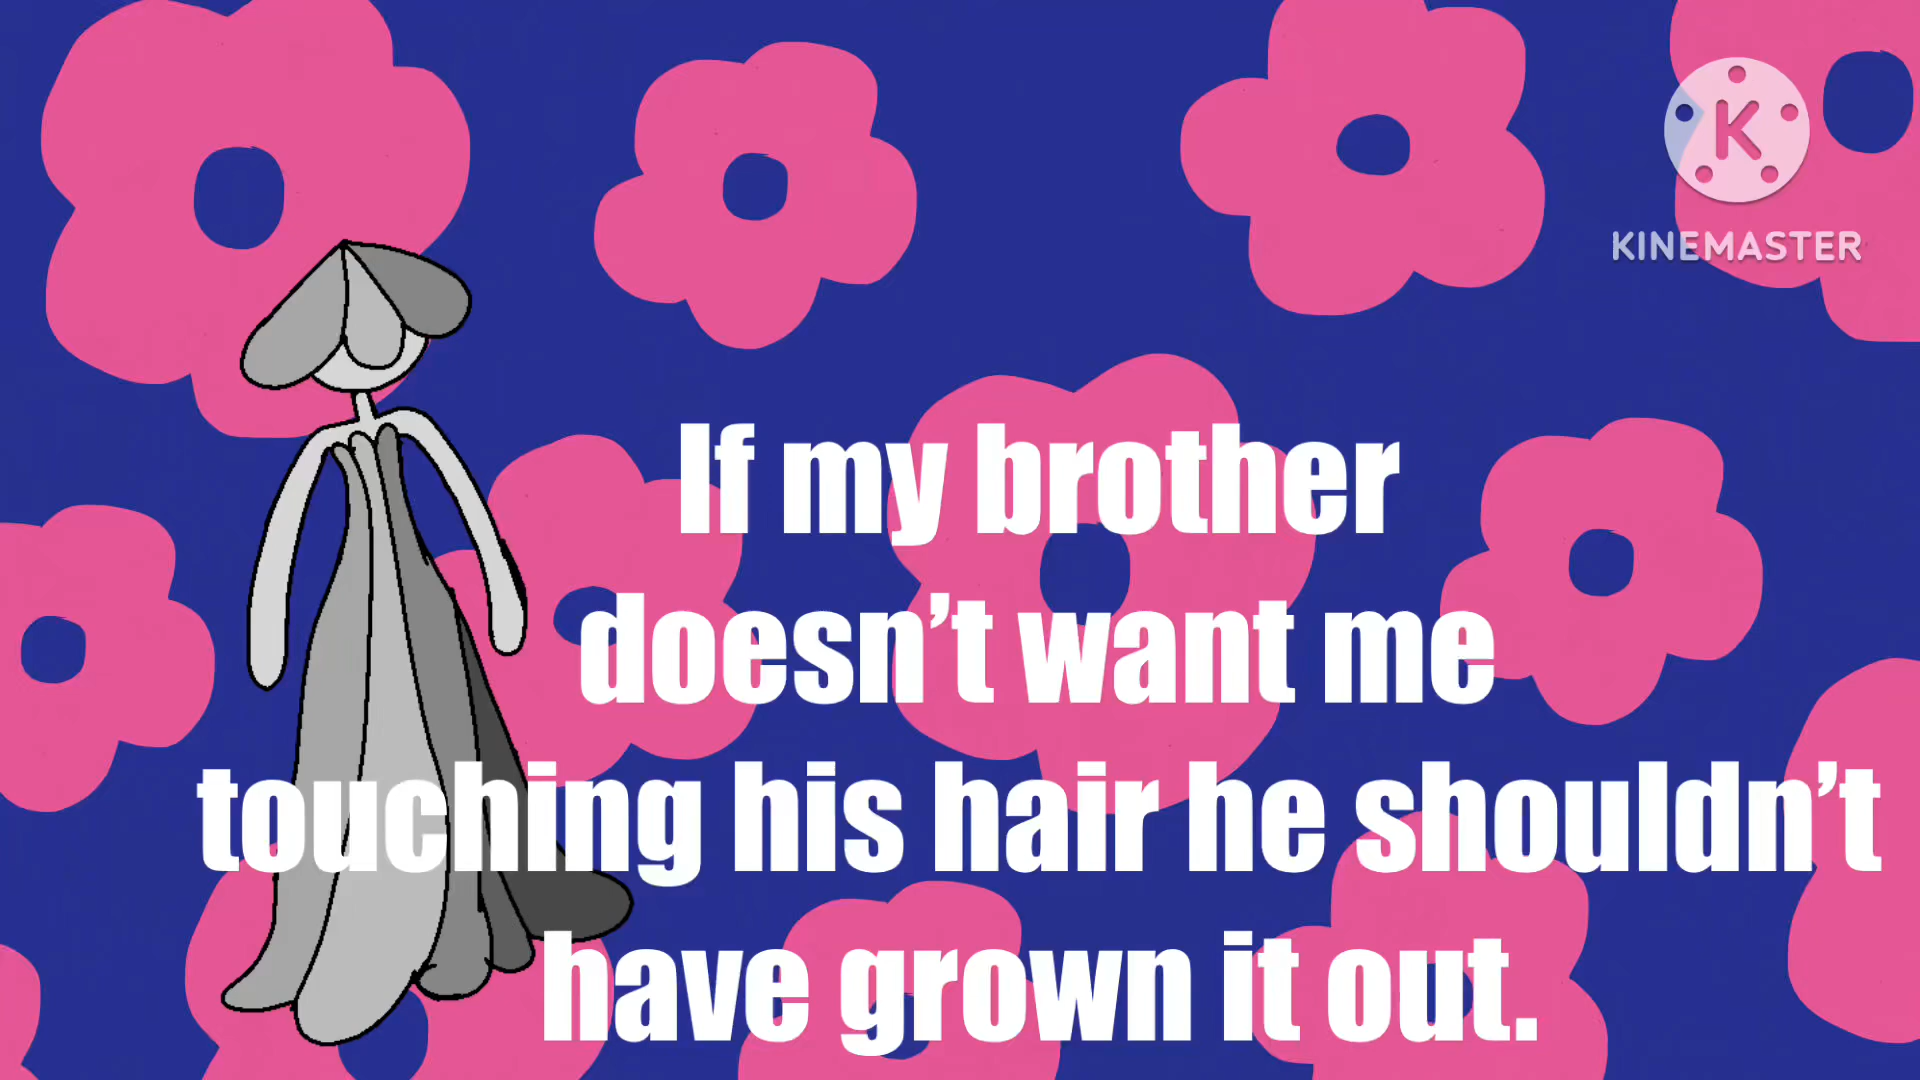 K
KINEMASTER
If my brother
doesn’t want me
touching his hair he shouldn’t
have grown it out.